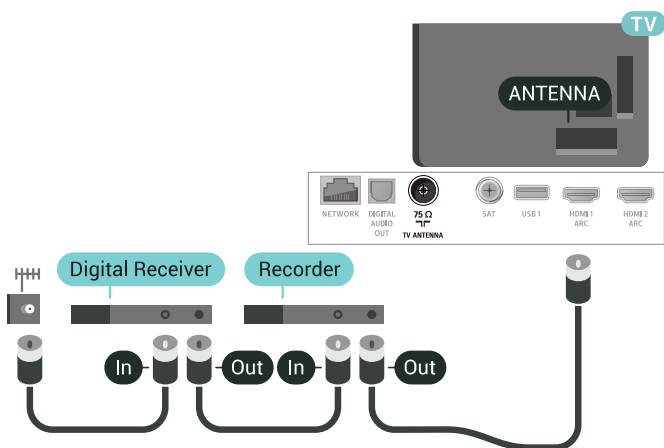 TV
ANTENNA
NETWORK
DIGITAL
AUDIO
OUT
75 Ω
TV ANTENNA
SAT
USB 1
HDMI 1
ARC
HDMI 2
ARC
Digital Receiver
Recorder
In
Out
In
Out